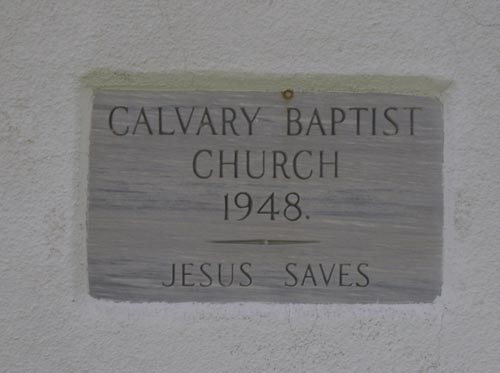 CALVARY BAPTIST
CHURCH
1948.
JESUS SAVES